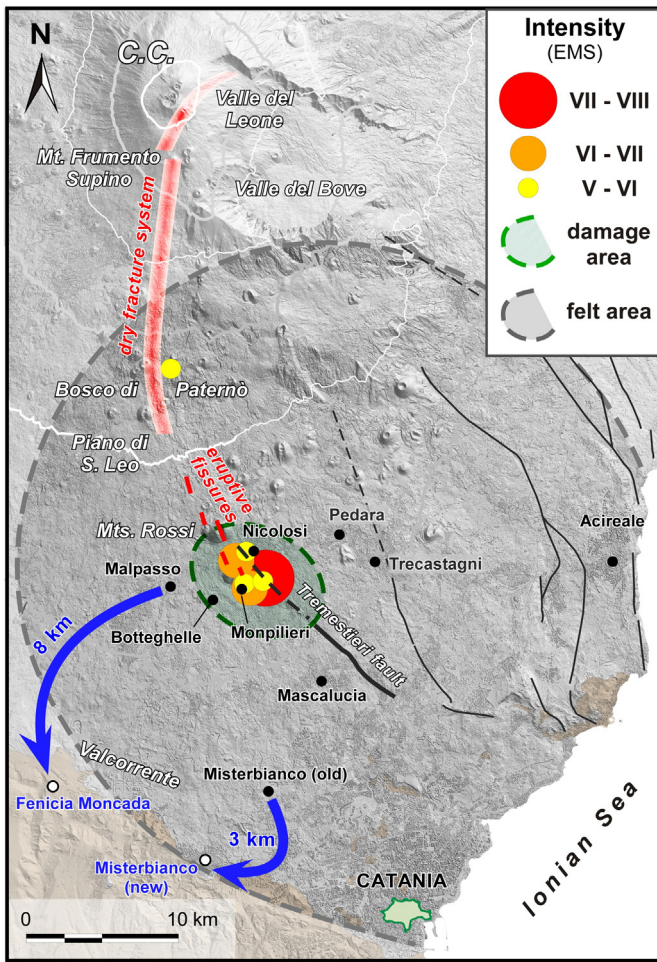 N
C.C.
Valle del
Leone
Mt. Frumento
Supino
Valle del Bove
dry fracture system
Bosco di Paternò
Piano di
S. Leo
eruptive
fissures
Mts. Rossi
Nicolosi
Pedara
Trecastagni
Acireale
Malpasso
Botteghelle
Monpilieri
Tremestieri fault
Mascalucia
8 km
Valcorrente
Fenicia Moncada
Misterbianco (old)
3 km
Misterbianco
(new)
CATANIA
Ionian Sea
0 10 km
Intensity
(EMS)
VII - VIII
VI - VII
V - VI
damage
area
felt area